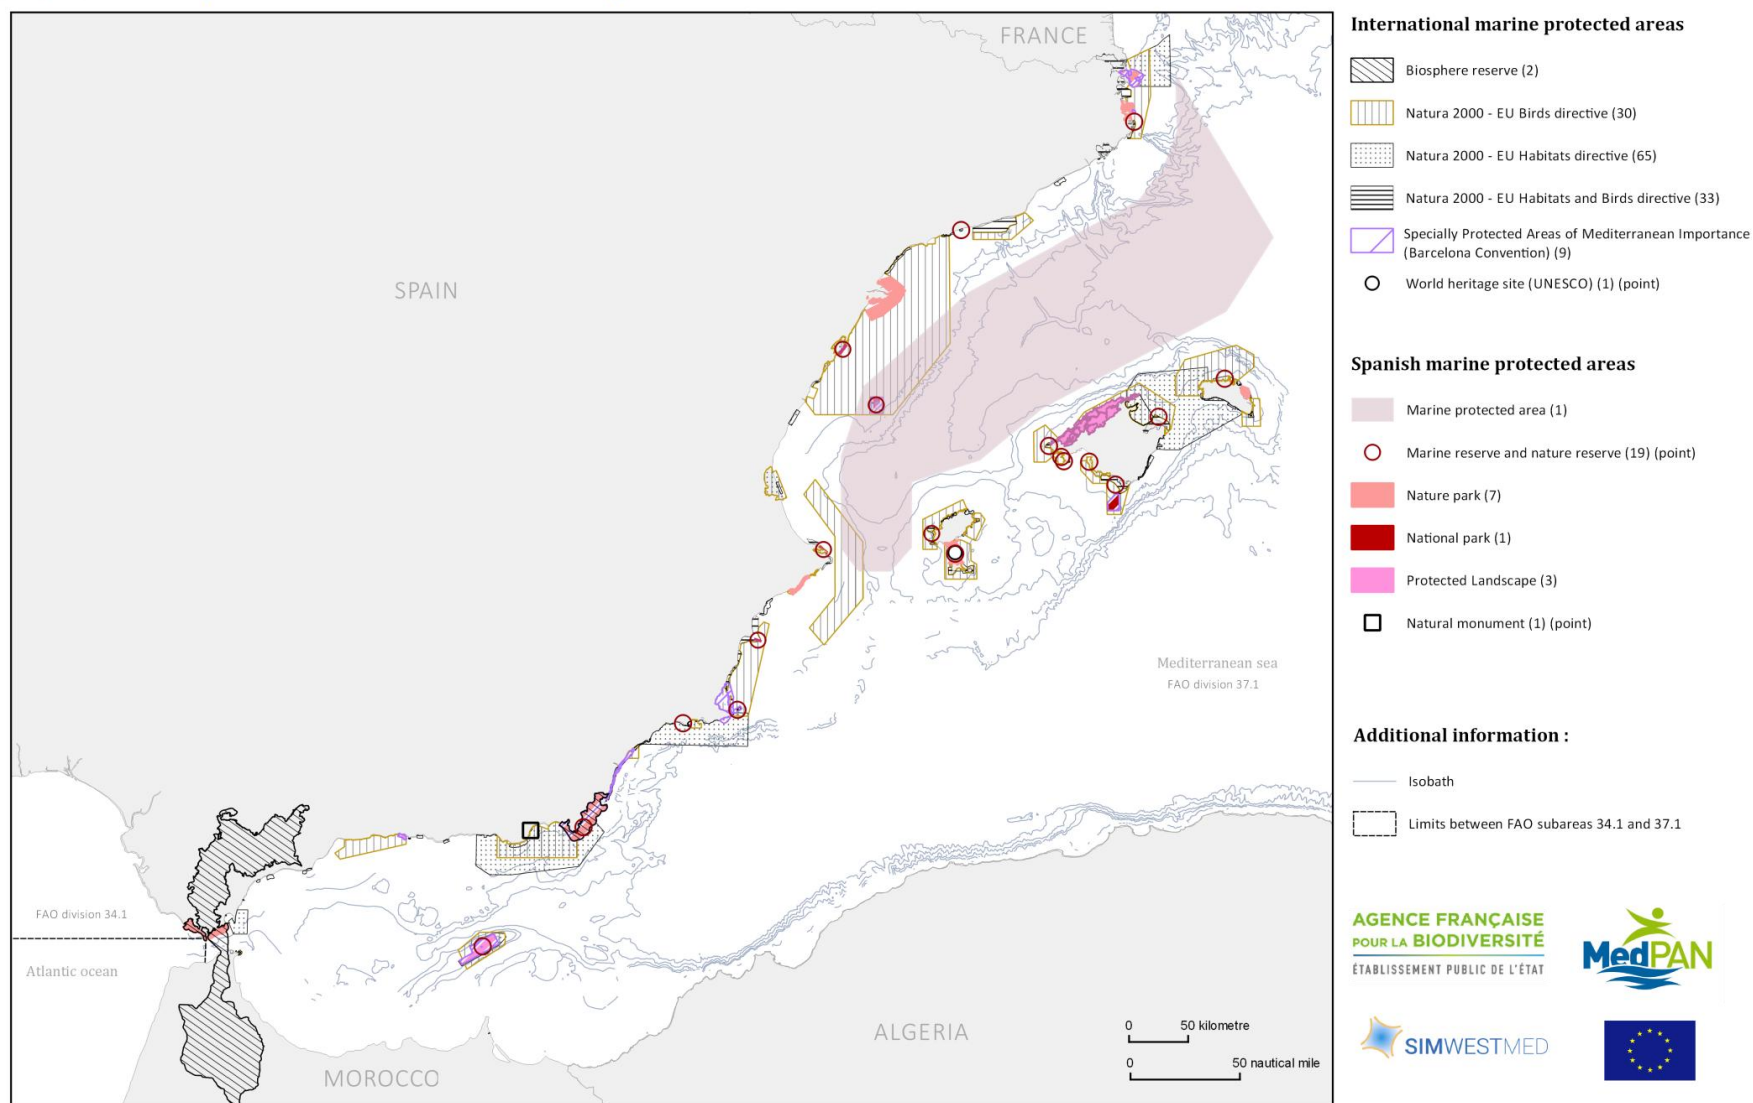 FRANCE
SPAIN
Mediterranean sea
FAO division 37.1
FAO division 34.1
Atlantic ocean
ALGERIA
MOROCCO
0 50 kilometre
0 50 nautical mile
International marine protected areas
Biosphere reserve (2)
Natura 2000 - EU Birds directive (30)
Natura 2000 - EU Habitats directive (65)
Natura 2000 - EU Habitats and Birds directive (33)
Specially Protected Areas of Mediterranean Importance
(Barcelona Convention) (9)
World heritage site (UNESCO) (1) (point)
Spanish marine protected areas
Marine protected area (1)
Marine reserve and nature reserve (19) (point)
Nature park (7)
National park (1)
Protected Landscape (3)
Natural monument (1) (point)
Additional information :
Isobath
Limits between FAO subareas 34.1 and 37.1
AGENCE FRANÇAISE
POUR LA BIODIVERSITÉ
ÉTABLISSEMENT PUBLIC DE L'ÉTAT
MedPAN
SIMWESTMED